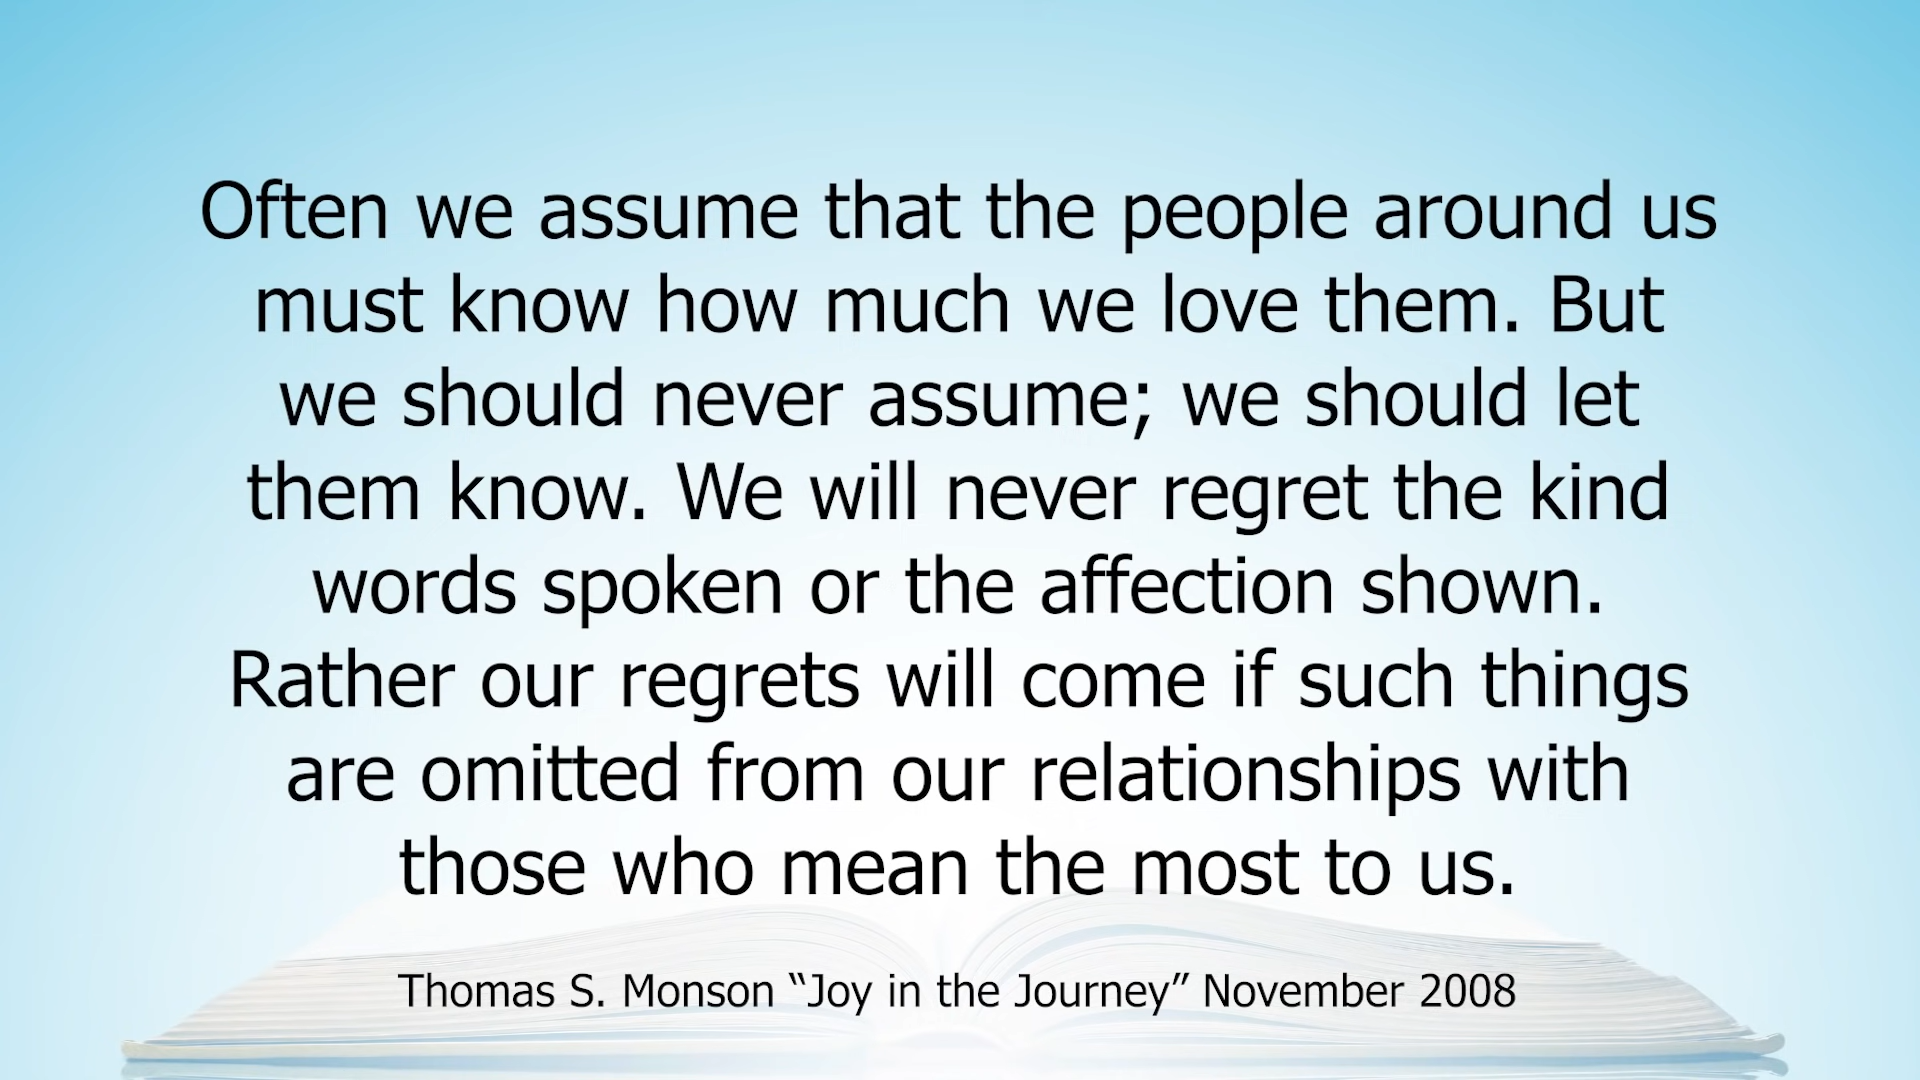 Often we assume that the people around us
must know how much we love them. But
we should never assume; we should let
them know. We will never regret the kind
words spoken or the affection shown.
Rather our regrets will come if such things
are omitted from our relationships with
those who mean the most to us.
Thomas S. Monson “Joy in the Journey” November 2008